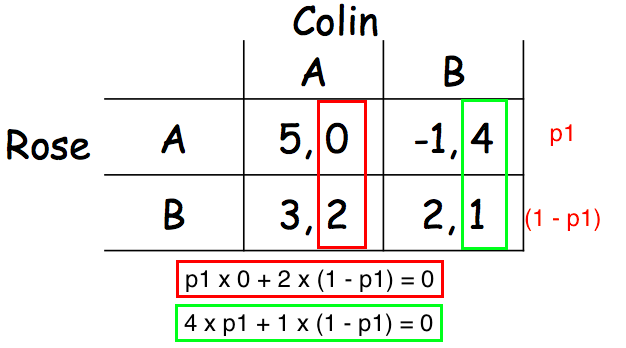 Colin
A B
Rose A 5, 0 -1, 4 p1
B 3, 2 2, 1 (1 - p1)
p1 x 0 + 2 x (1 - p1) = 0
4 x p1 + 1 x (1 - p1) = 0